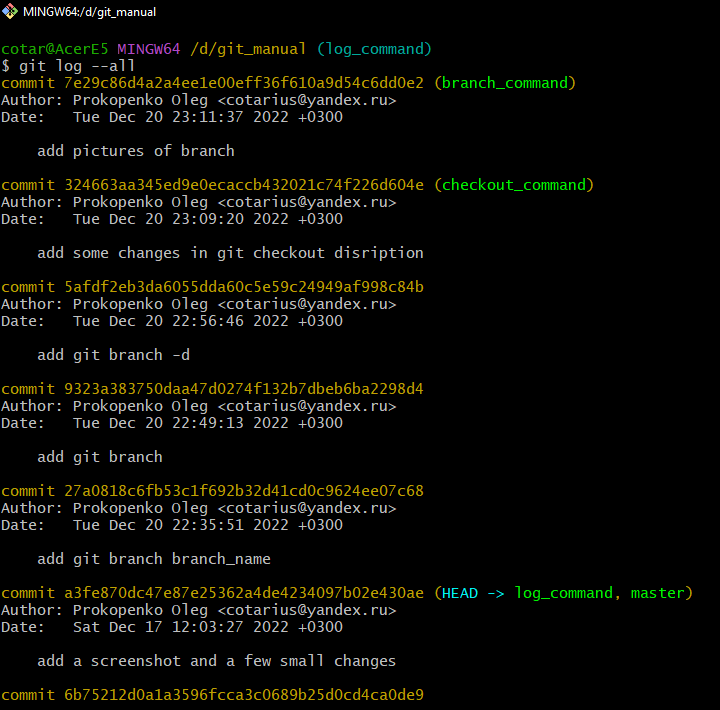 MINGW64:/d/git_manual
cotar@AcerE5 MINGW64 /d/git_manual (log_command)
$ git log --all
commit 7e29c86d4a2a4ee1e00eff36f610a9d54c6dd0e2 (branch_command)
Author: Prokopenko Oleg <cotarius@yandex.ru>
Date:   Tue Dec 20 23:11:37 2022 +0300
    add pictures of branch
commit 324663aa345ed9e0ecaccb432021c74f226d604e (checkout_command)
Author: Prokopenko Oleg <cotarius@yandex.ru>
Date:   Tue Dec 20 23:09:20 2022 +0300
    add some changes in git checkout disription
commit 5afdf2eb3da6055dda60c5e59c24949af998c84b
Author: Prokopenko Oleg <cotarius@yandex.ru>
Date:   Tue Dec 20 22:56:46 2022 +0300
    add git branch -d
commit 9323a383750daa47d0274f132b7dbeb6ba2298d4
Author: Prokopenko Oleg <cotarius@yandex.ru>
Date:   Tue Dec 20 22:49:13 2022 +0300
    add git branch
commit 27a0818c6fb53c1f692b32d41cd0c9624ee07c68
Author: Prokopenko Oleg <cotarius@yandex.ru>
Date:   Tue Dec 20 22:35:51 2022 +0300
    add git branch branch_name
commit a3fe870dc47e87e25362a4de4234097b02e430ae (HEAD -> log_command, master)
Author: Prokopenko Oleg <cotarius@yandex.ru>
Date:   Sat Dec 17 12:03:27 2022 +0300
    add a screenshot and a few small changes
commit 6b75212d0a1a3596fcca3c0689b25d0cd4ca0de9